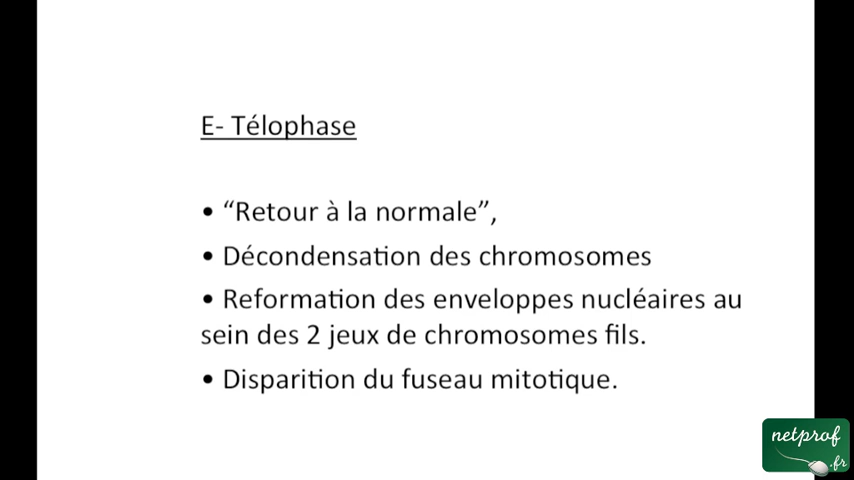 E- Télophase
• “Retour à la normale”,
• Décondensation des chromosomes
• Reformation des enveloppes nucléaires au
sein des 2 jeux de chromosomes fils.
• Disparition du fuseau mitotique.
netprof
.fr